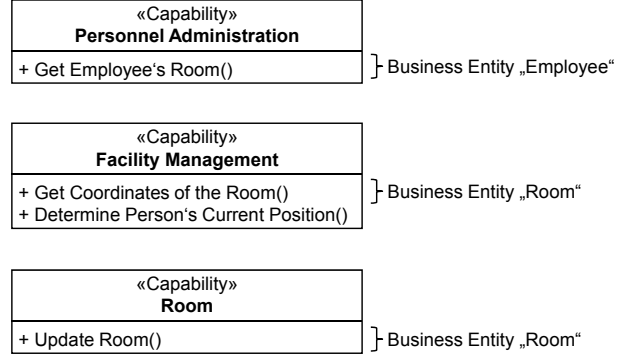 «Capability»
Personnel Administration
+ Get Employee‘s Room()
Business Entity „Employee“
«Capability»
Facility Management
+ Get Coordinates of the Room()
Business Entity „Room“
+ Determine Person‘s Current Position()
«Capability»
Room
+ Update Room()
Business Entity „Room“